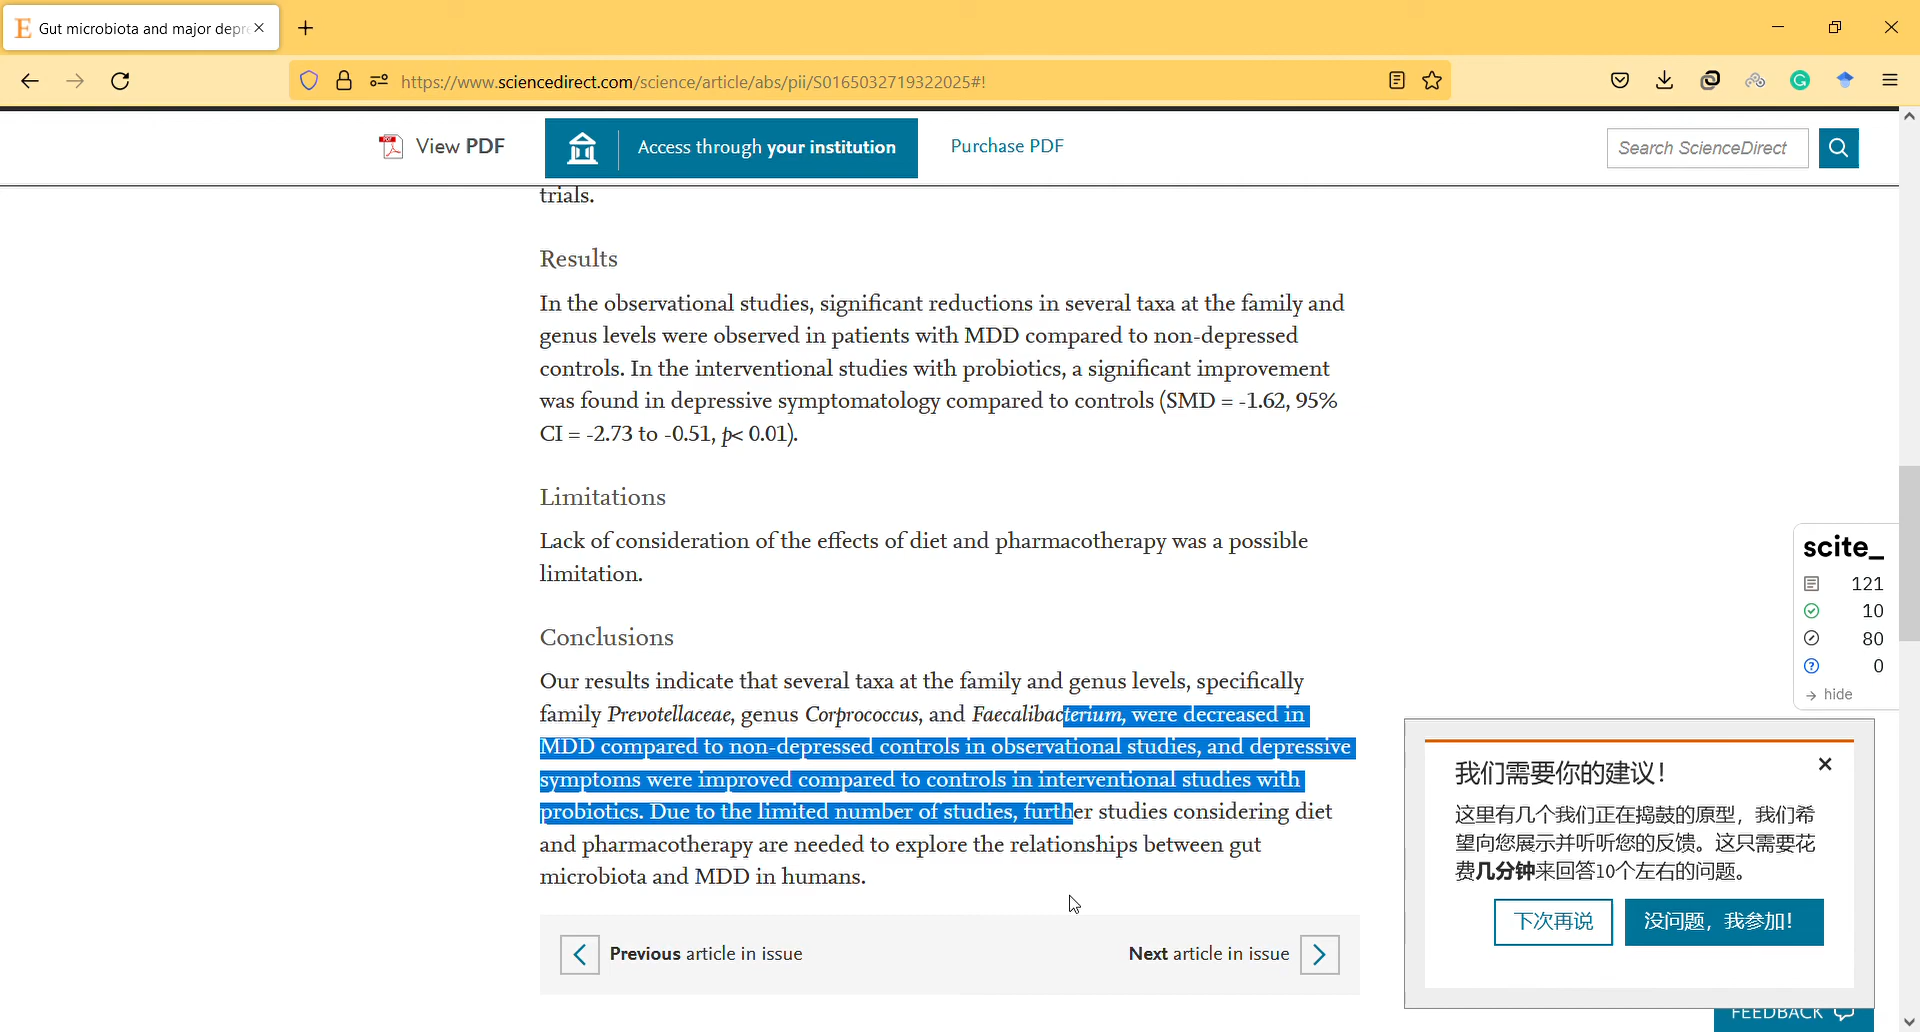 Gut microbiota and major depr
https://www.sciencedirect.com/science/article/abs/pii/S0165032719322025#!
View PDF
Access through your institution
Purchase PDF
Search ScienceDirect
trials.
Results
In the observational studies, significant reductions in several taxa at the family and
genus levels were observed in patients with MDD compared to non-depressed
controls. In the interventional studies with probiotics, a significant improvement
was found in depressive symptomatology compared to controls (SMD = -1.62, 95%
CI = -2.73 to -0.51, p< 0.01).
Limitations
Lack of consideration of the effects of diet and pharmacotherapy was a possible
limitation.
Conclusions
Our results indicate that several taxa at the family and genus levels, specifically
family Prevotellaceae, genus Corprococcus, and Faecalibacterium, were decreased in
MDD compared to non-depressed controls in observational studies, and depressive
symptoms were improved compared to controls in interventional studies with
probiotics. Due to the limited number of studies, further studies considering diet
and pharmacotherapy are needed to explore the relationships between gut
microbiota and MDD in humans.
Previous article in issue
Next article in issue
scite_
121
10
80
0
hide
我们需要你的建议！
这里有几个我们正在捣鼓的原型，我们希
望向您展示并听听您的反馈。这只需要花
费几分钟来回答10个左右的问题。
下次再说
没问题，我参加！
FEEDBACK